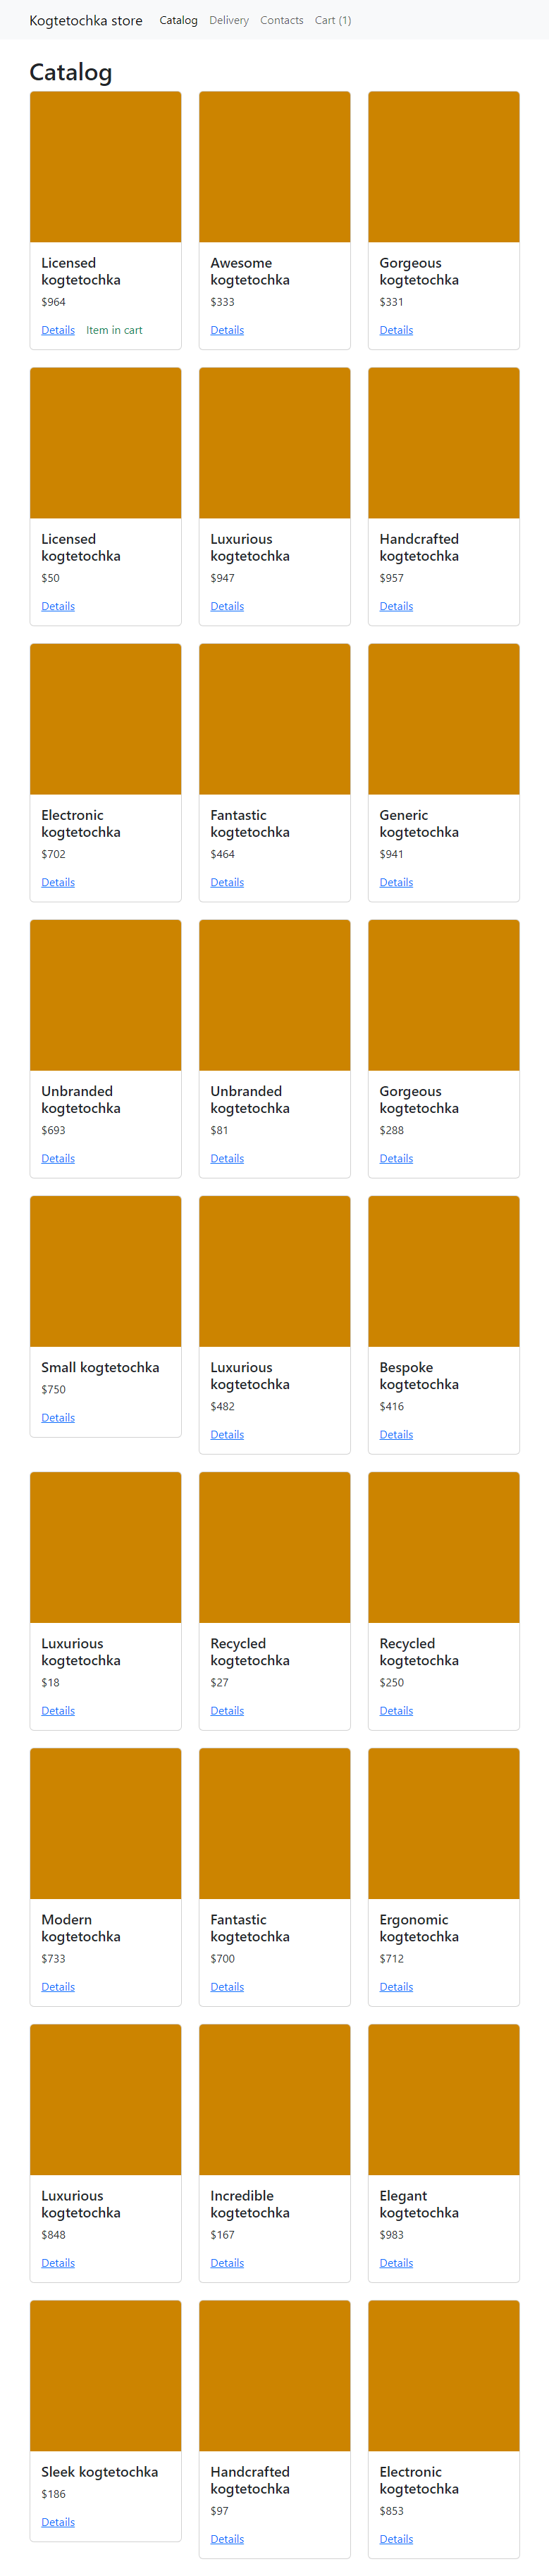 Kogtetochka store Catalog Delivery Contacts Cart (1)
Catalog
Licensed
kogtetochka
$964
Details Item in cart
Awesome
kogtetochka
$333
Details
Gorgeous
kogtetochka
$331
Details
Licensed
kogtetochka
$50
Details
Luxurious
kogtetochka
$947
Details
Handcrafted
kogtetochka
$957
Details
Electronic
kogtetochka
$702
Details
Fantastic
kogtetochka
$464
Details
Generic
kogtetochka
$941
Details
Unbranded
kogtetochka
$693
Details
Unbranded
kogtetochka
$81
Details
Gorgeous
kogtetochka
$288
Details
Small kogtetochka
$750
Details
Luxurious
kogtetochka
$482
Details
Bespoke
kogtetochka
$416
Details
Luxurious
kogtetochka
$18
Details
Recycled
kogtetochka
$27
Details
Recycled
kogtetochka
$250
Details
Modern
kogtetochka
$733
Details
Fantastic
kogtetochka
$700
Details
Ergonomic
kogtetochka
$712
Details
Luxurious
kogtetochka
$848
Details
Incredible
kogtetochka
$167
Details
Elegant
kogtetochka
$983
Details
Sleek kogtetochka
$186
Details
Handcrafted
kogtetochka
$97
Details
Electronic
kogtetochka
$853
Details